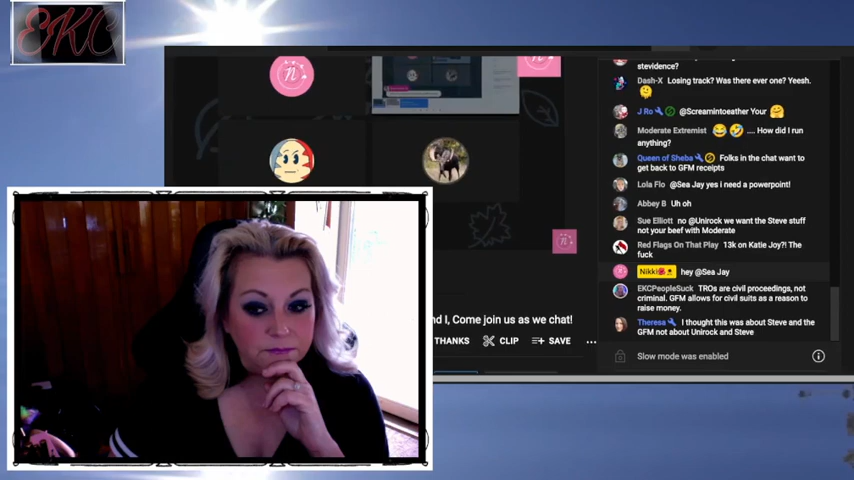 EKC
stevidence?
Dash-X Losing track? Was there ever one? Yeesh.
J Ro @Screamintoeather Your
Moderate Extremist .... How did I run
anything?
Queen of Sheba Folks in the chat want to
get back to GFM receipts
Lola Flo @Sea Jay yes i need a powerpoint!
Abbey B Uh oh
Sue Elliott no @Unirock we want the Steve stuff
not your beef with Moderate
Red Flags On That Play 13k on Katie Joy?! The
fuck
Nikki hey @Sea Jay
EKCPeopleSuck TROs are civil proceedings, not
criminal. GFM allows for civil suits as a reason to
raise money.
Theresa I thought this was about Steve and the
GFM not about Unirock and Steve
Slow mode was enabled
nd I, Come join us as we chat!
THANKS CLIP SAVE ...
n
n